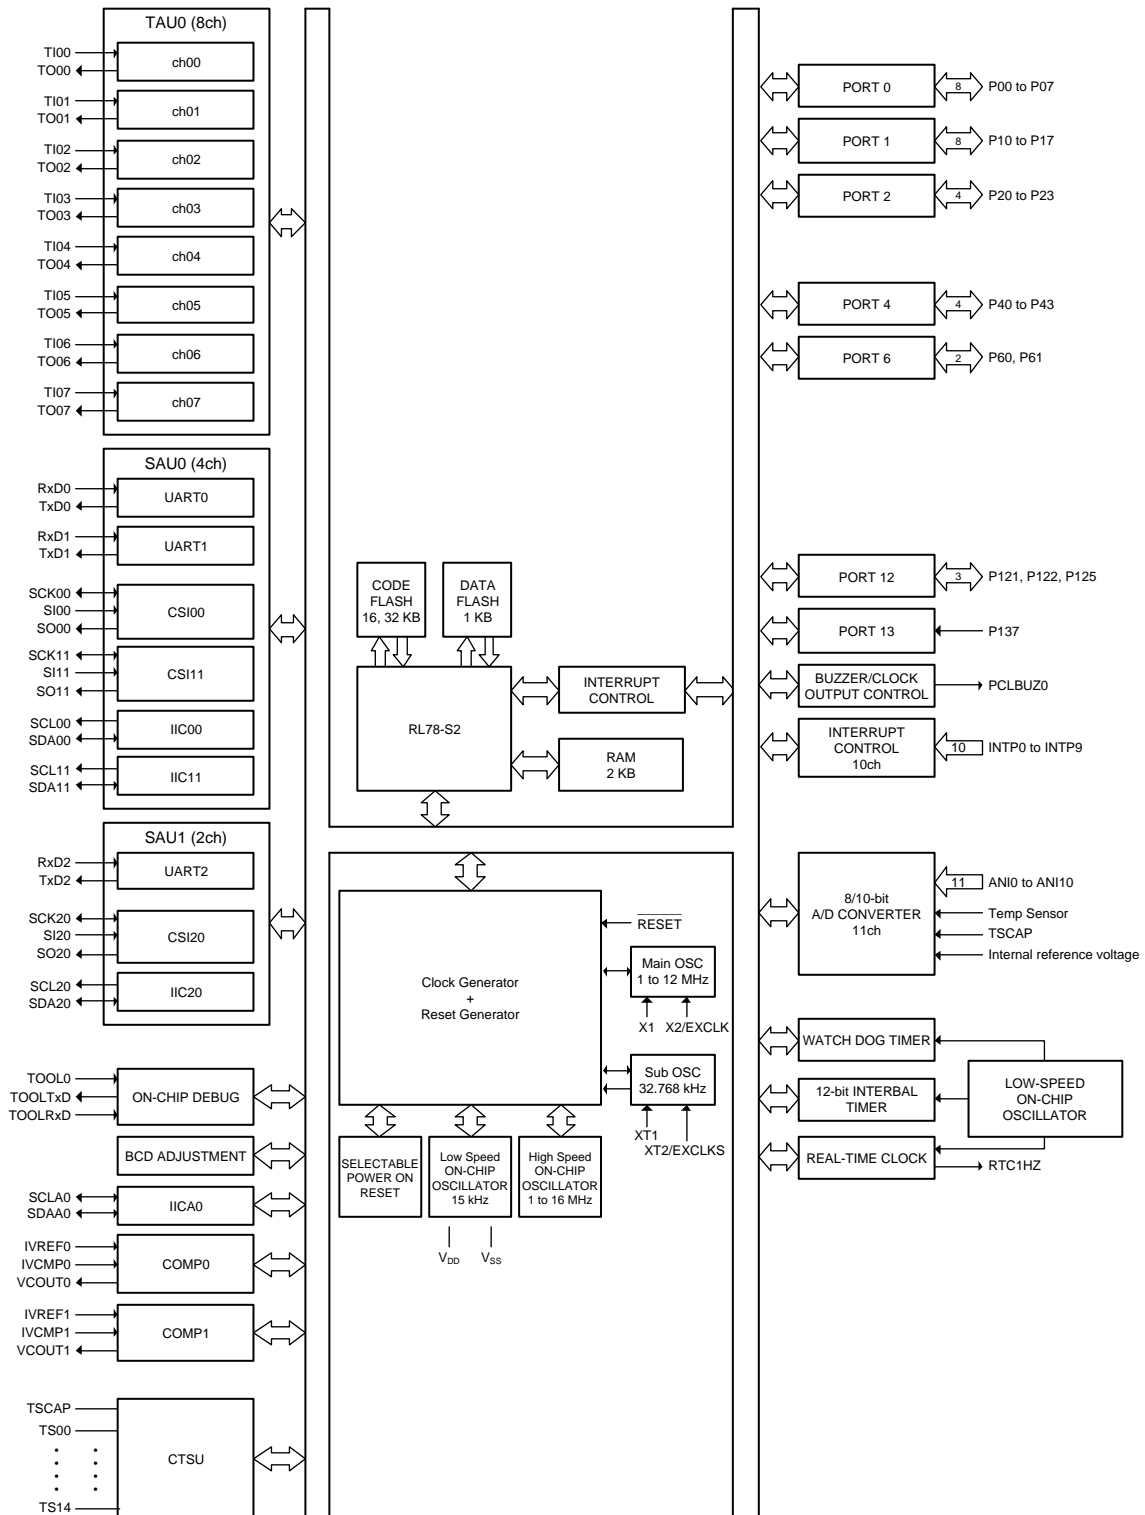 TAU0 (8ch)
TI00
TO00
ch00
TI01
TO01
ch01
TI02
TO02
ch02
TI03
TO03
ch03
TI04
TO04
ch04
TI05
TO05
ch05
TI06
TO06
ch06
TI07
TO07
ch07
SAU0 (4ch)
RxD0
TxD0
UART0
RxD1
TxD1
UART1
SCK00
SI00
SO00
CSI00
SCK11
SI11
SO11
CSI11
SCL00
SDA00
IIC00
SCL11
SDA11
IIC11
SAU1 (2ch)
RxD2
TxD2
UART2
SCK20
SI20
SO20
CSI20
SCL20
SDA20
IIC20
TOOL0
TOOLTxD
TOOLRxD
ON-CHIP DEBUG
BCD ADJUSTMENT
SCLA0
SDAA0
IICA0
IVREF0
IVCMP0
VCOUT0
COMP0
IVREF1
IVCMP1
VCOUT1
COMP1
TSCAP
TS00
TS14
CTSU
CODE
FLASH
16, 32 KB
DATA
FLASH
1 KB
RL78-S2
INTERRUPT
CONTROL
RAM
2 KB
Clock Generator
+
Reset Generator
RESET
Main OSC
1 to 12 MHz
X1
X2/EXCLK
Sub OSC
32.768 kHz
XT1
XT2/EXCLKS
SELECTABLE
POWER ON
RESET
Low Speed
ON-CHIP
OSCILLATOR
15 kHz
High Speed
ON-CHIP
OSCILLATOR
1 to 16 MHz
VDD
VSS
PORT 0
8
P00 to P07
PORT 1
8
P10 to P17
PORT 2
4
P20 to P23
PORT 4
4
P40 to P43
PORT 6
2
P60, P61
PORT 12
3
P121, P122, P125
PORT 13
P137
BUZZER/CLOCK
OUTPUT CONTROL
PCLBUZ0
INTERRUPT
CONTROL
10ch
10
INTP0 to INTP9
8/10-bit
A/D CONVERTER
11ch
11
ANI0 to ANI10
Temp Sensor
TSCAP
Internal reference voltage
WATCH DOG TIMER
12-bit INTERBAL
TIMER
REAL-TIME CLOCK
LOW-SPEED
ON-CHIP
OSCILLATOR
RTC1HZ